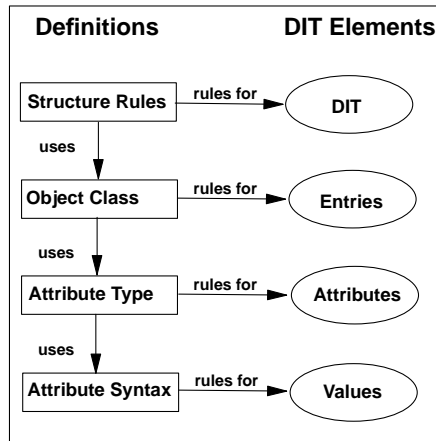 Definitions DIT Elements
Structure Rules rules for DIT
uses
Object Class rules for Entries
uses
Attribute Type rules for Attributes
uses
Attribute Syntax rules for Values